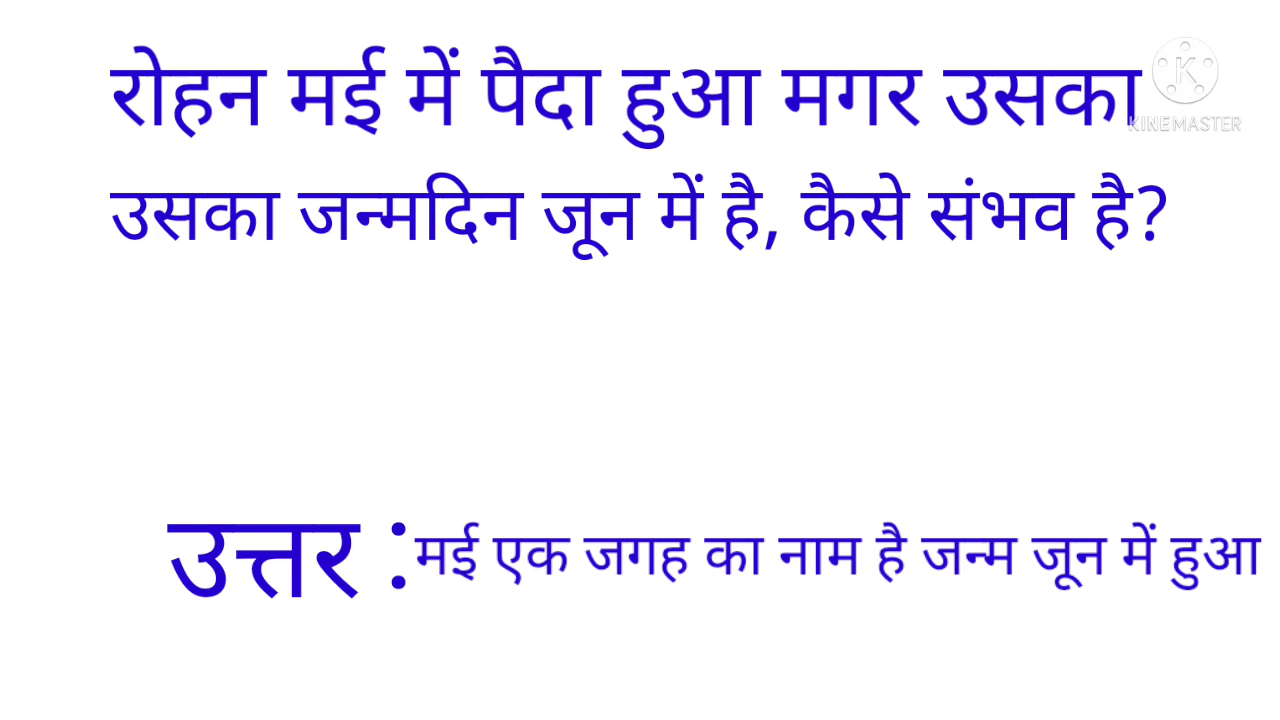 रोहन मई में पैदा हुआ मगर उसका
उसका जन्मदिन जून में है, कैसे संभव है?
उत्तर : मई एक जगह का नाम है जन्म जून में हुआ
K
KINEMASTER